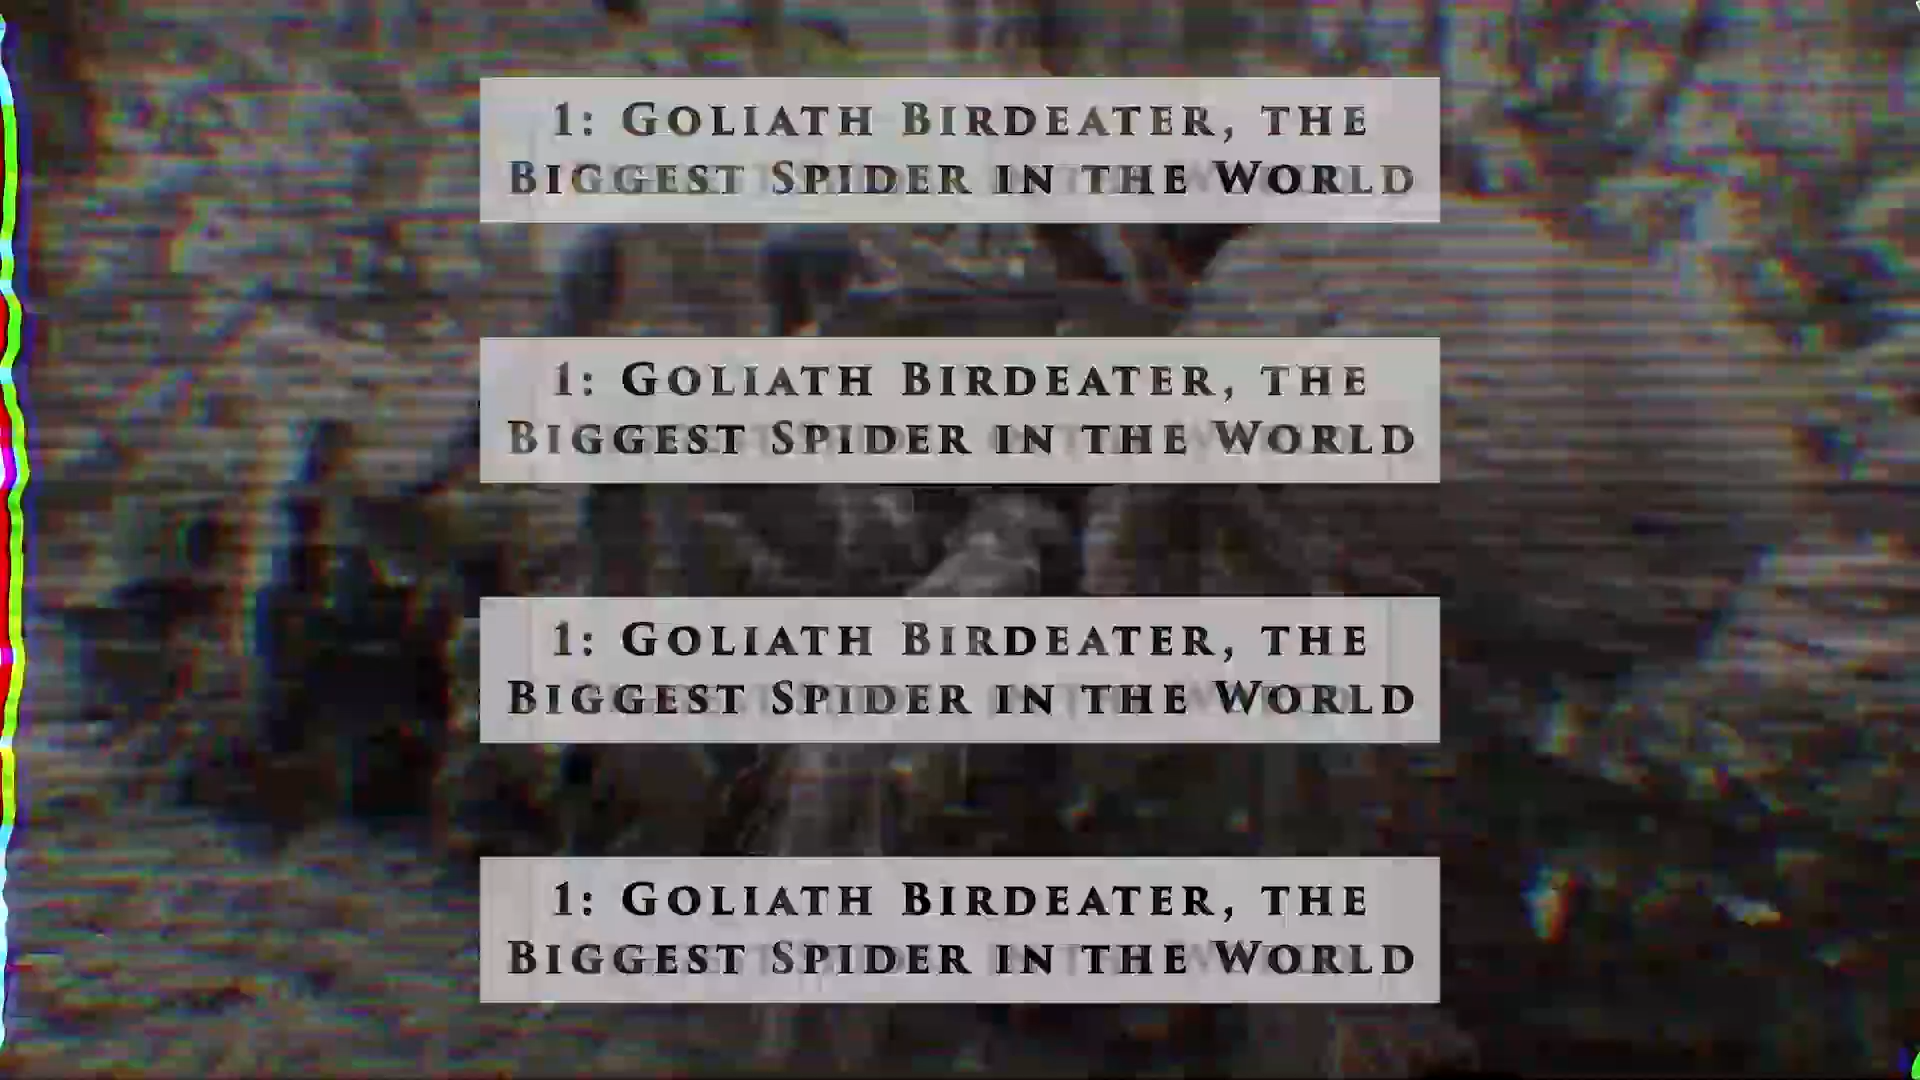 1: Goliath Birdeater, the
Biggest Spider in the World
1: Goliath Birdeater, the
Biggest Spider in the World
1: Goliath Birdeater, the
Biggest Spider in the World
1: Goliath Birdeater, the
Biggest Spider in the World